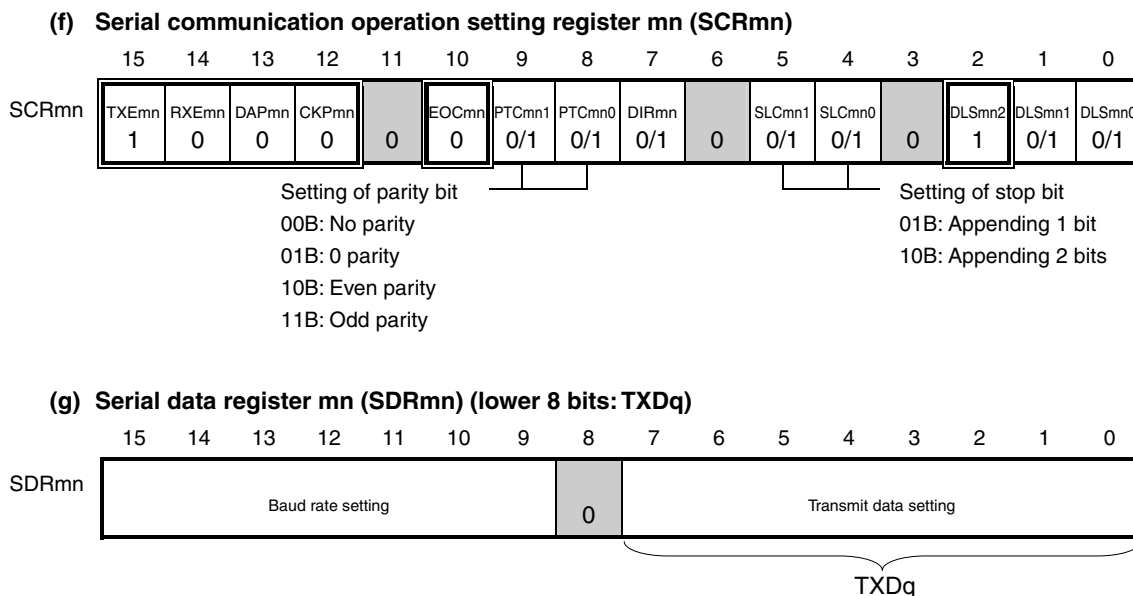 (f) Serial communication operation setting register mn (SCRmn)
15 14 13 12 11 10 9 8 7 6 5 4 3 2 1 0
SCRmn TXEmn RXEmn DAPmn CKPmn EOCmn PTCmn1 PTCmn0 DIRmn SLCmn1 SLCmn0 DLSmn2 DLSmn1 DLSmn0
1 0 0 0 0 0 0/1 0/1 0/1 0 0/1 0/1 0 1 0/1 0/1
Setting of parity bit
00B: No parity
01B: 0 parity
10B: Even parity
11B: Odd parity
Setting of stop bit
01B: Appending 1 bit
10B: Appending 2 bits
(g) Serial data register mn (SDRmn) (lower 8 bits: TXDq)
15 14 13 12 11 10 9 8 7 6 5 4 3 2 1 0
SDRmn Baud rate setting 0 Transmit data setting
TXDq